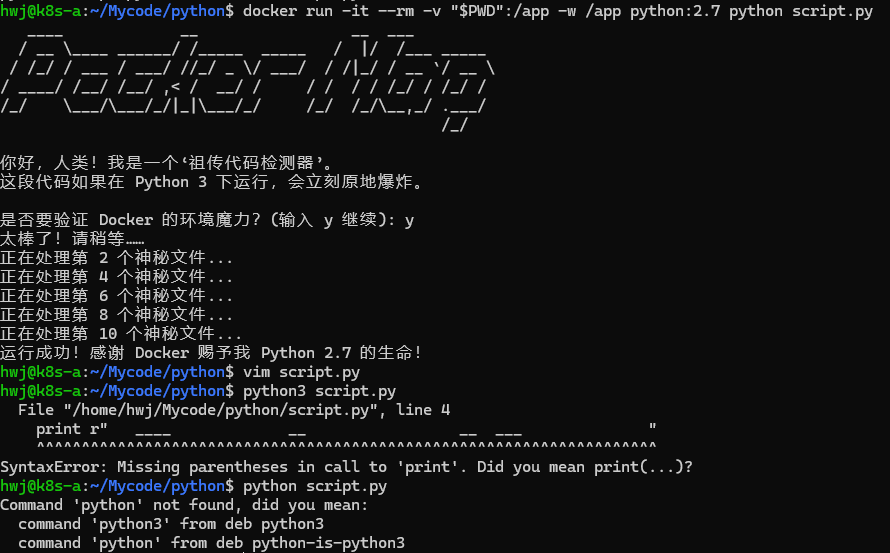 hwj@k8s-a:~/Mycode/python$ docker run -it --rm -v "$PWD":/app -w /app python:2.7 python script.py
    ____                __                 __  ___
  / __ \____ ______/ /_____  _____   /  |/  /___ _____
 / /_/ / ___ / ___/ //_/ _ \/ ___/  / /|_/ / __ `/ __ \
/ ____/ /__/ /__/ ,< /  __/ /     / /  / / /_/ / /_/ /
/_/    \___/\___/_/|_|\___/_/     /_/  /_/\__,_/ .___/
                                                 /_/
你好，人类！我是一个‘祖传代码检测器’。
这段代码如果在 Python 3 下运行，会立刻原地爆炸。
是否要验证 Docker 的环境魔力？(输入 y 继续): y
太棒了！请稍等……
正在处理第 2 个神秘文件...
正在处理第 4 个神秘文件...
正在处理第 6 个神秘文件...
正在处理第 8 个神秘文件...
正在处理第 10 个神秘文件...
运行成功！感谢 Docker 赐予我 Python 2.7 的生命！
hwj@k8s-a:~/Mycode/python$ vim script.py
hwj@k8s-a:~/Mycode/python$ python3 script.py
  File "/home/hwj/Mycode/python/script.py", line 4
    print r"   ____             __                 __  ___              "
    ^^^^^^^^^^^^^^^^^^^^^^^^^^^^^^^^^^^^^^^^^^^^^^^^^^^^^^^^^^^^^^^^^^^^^
SyntaxError: Missing parentheses in call to 'print'. Did you mean print(...)?
hwj@k8s-a:~/Mycode/python$ python script.py
Command 'python' not found, did you mean:
  command 'python3' from deb python3
  command 'python' from deb python-is-python3